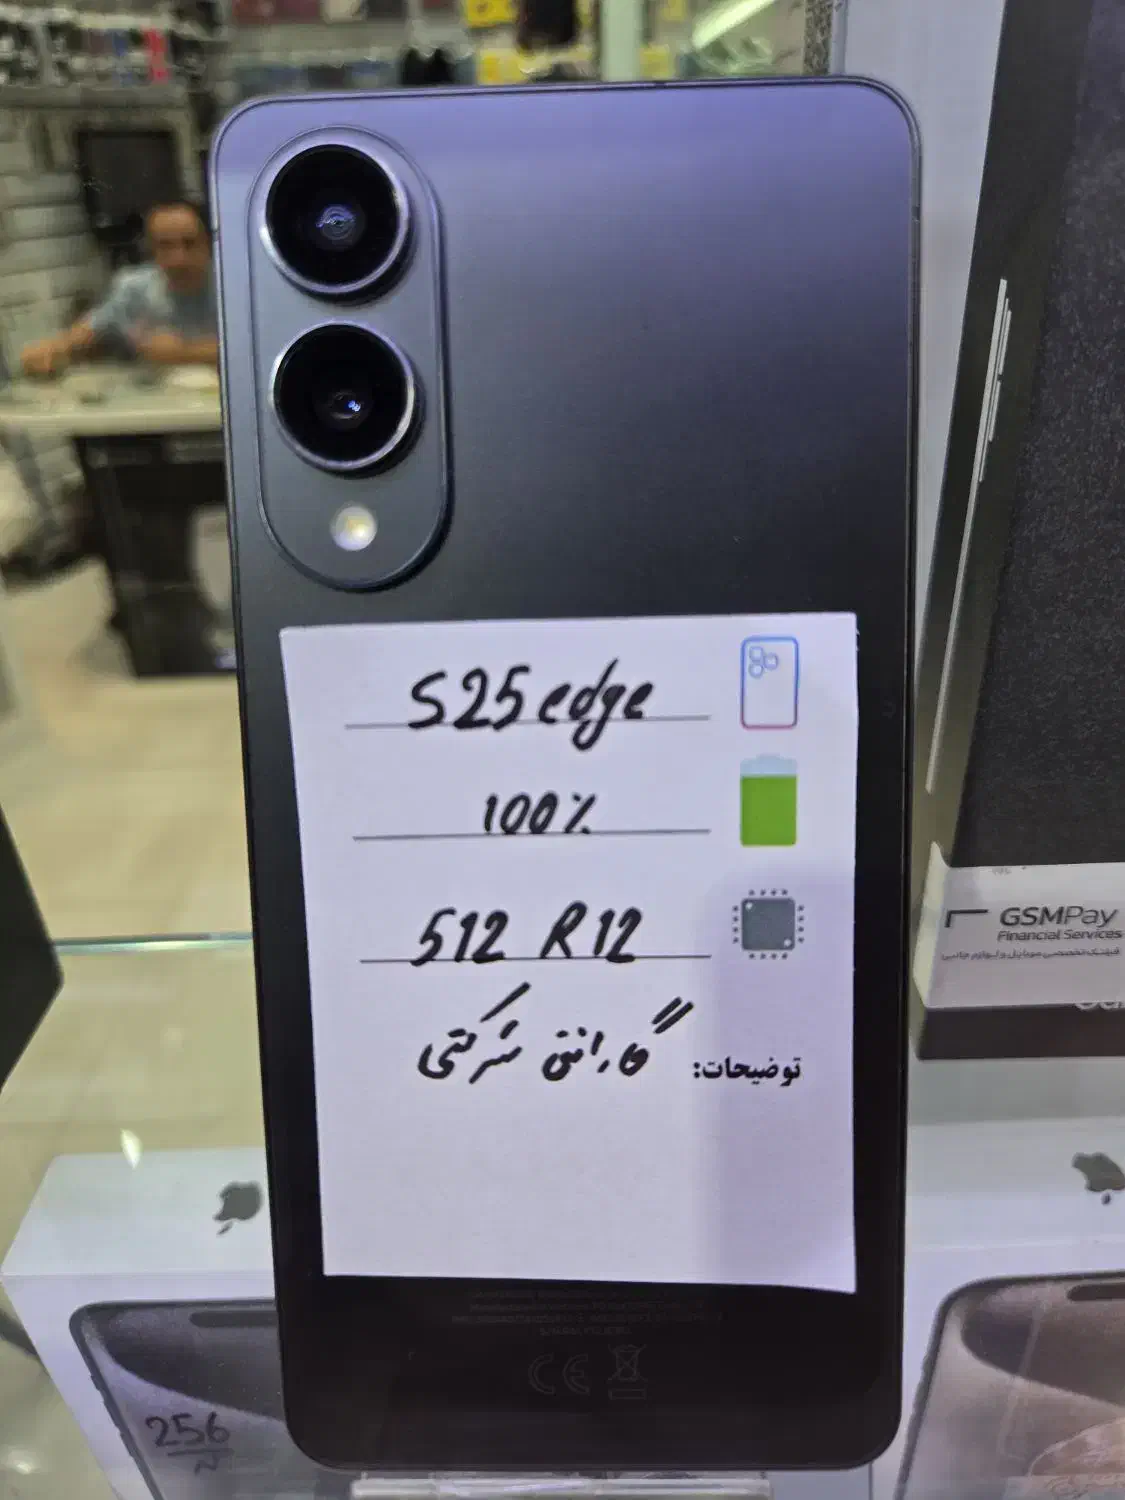 S25 edge
100%
512 R12
توضیحات: گارانتی شرکتی
GSMPay
Financial Services
256